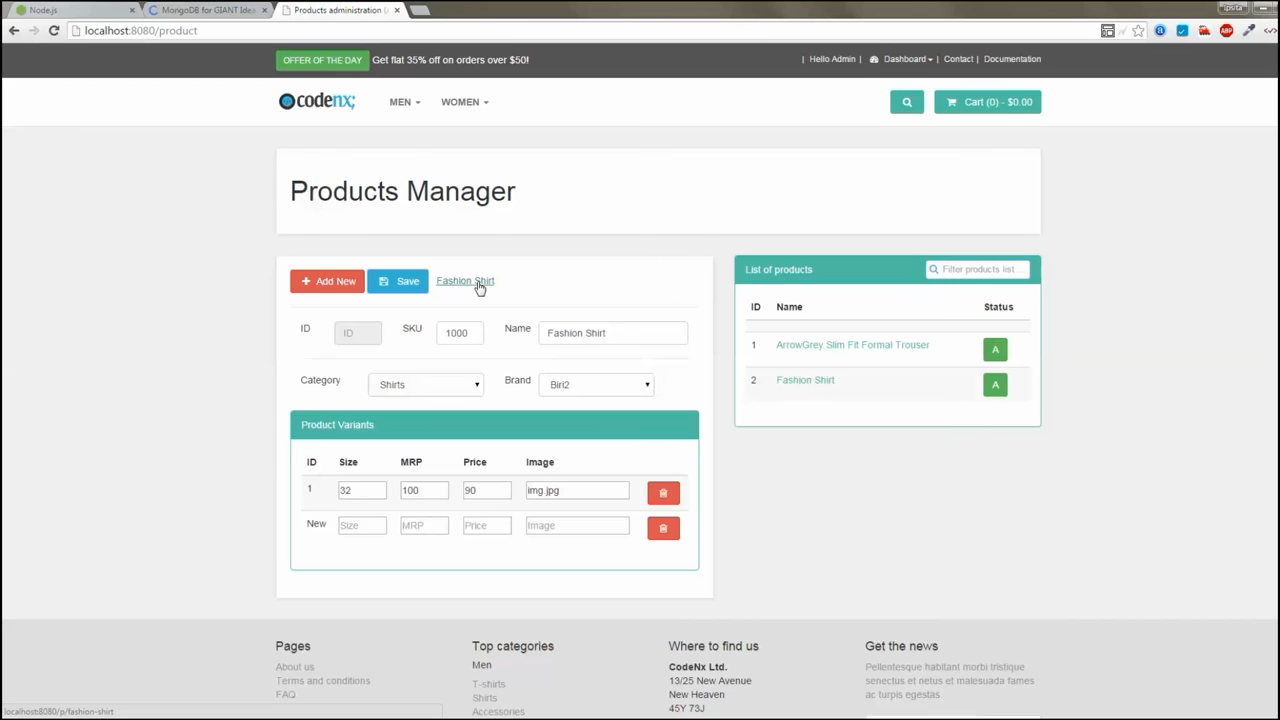 Node.js
MongoDB for GIANT Idea
Products administration (
ipsita
localhost:8080/product
OFFER OF THE DAY Get flat 35% off on orders over $50!
| Hello Admin | Dashboard | Contact | Documentation
codenx;
MEN
WOMEN
Cart (0) - $0.00
Products Manager
+ Add New
Save
Fashion Shirt
ID ID SKU 1000 Name Fashion Shirt
Category Shirts Brand Biri2
Product Variants
ID Size MRP Price Image
1 32 100 90 img.jpg
New Size MRP Price Image
List of products
Filter products list ...
ID Name Status
1 ArrowGrey Slim Fit Formal Trouser A
2 Fashion Shirt A
Pages
About us
Terms and conditions
FAQ
Top categories
Men
T-shirts
Shirts
Accessories
Where to find us
CodeNx Ltd.
13/25 New Avenue
New Heaven
45Y 73J
Get the news
Pellentesque habitant morbi tristique
senectus et netus et malesuada fames
ac turpis egestas
localhost:8080/p/fashion-shirt